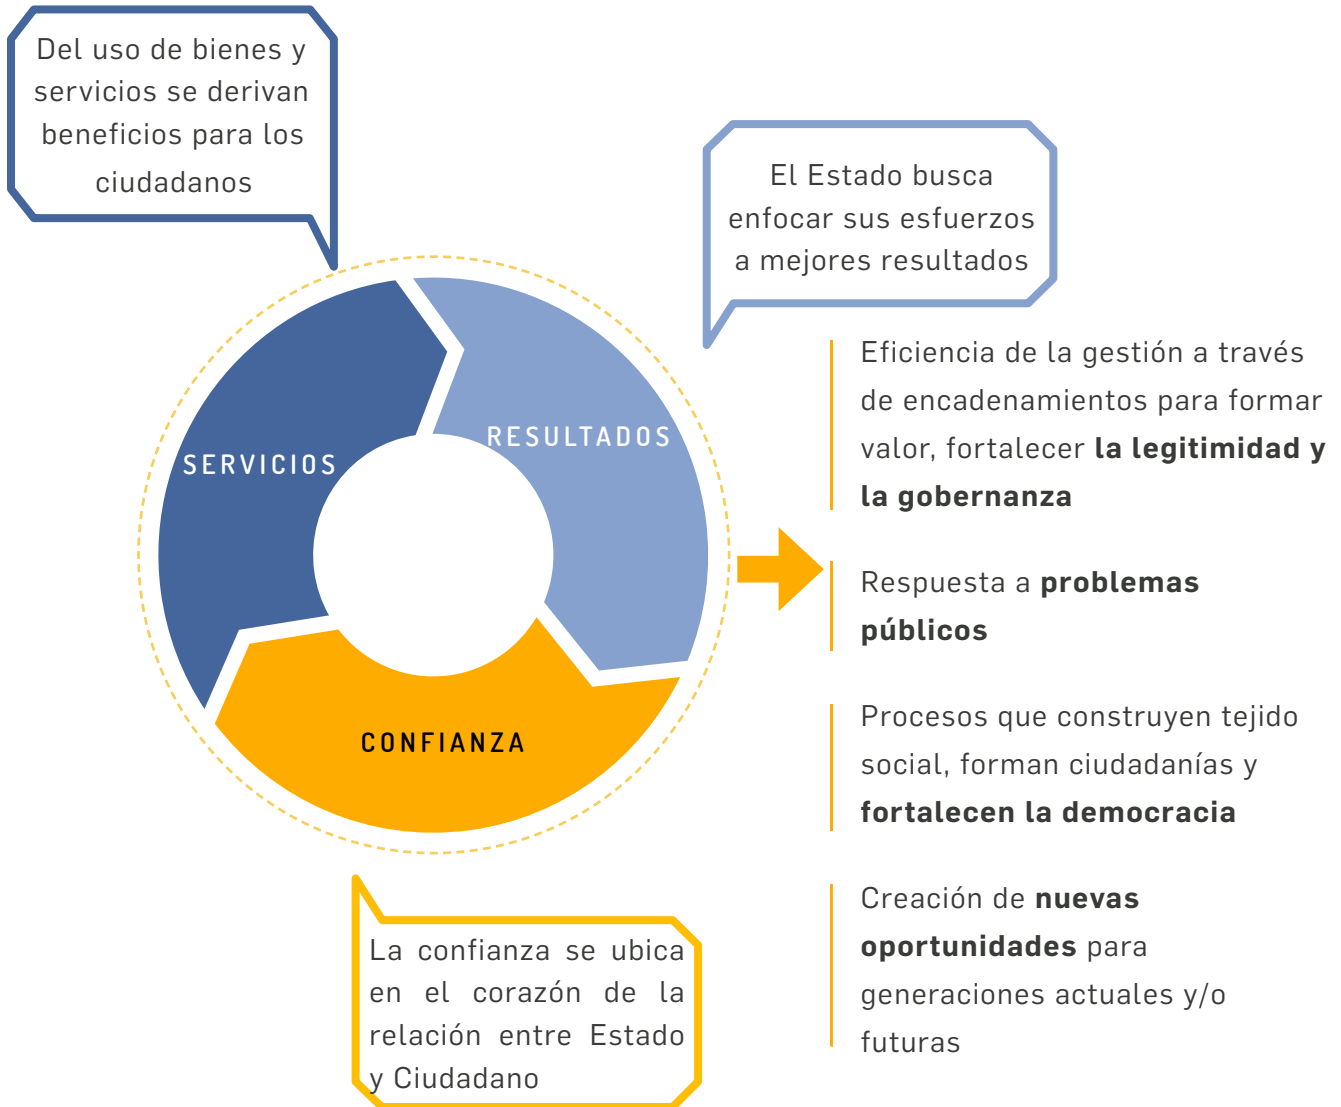 Del uso de bienes y
servicios se derivan
beneficios para los
ciudadanos
El Estado busca
enfocar sus esfuerzos
a mejores resultados
SERVICIOS
RESULTADOS
CONFIANZA
La confianza se ubica
en el corazón de la
relación entre Estado
y Ciudadano
Eficiencia de la gestión a través
de encadenamientos para formar
valor, fortalecer la legitimidad y
la gobernanza
Respuesta a problemas
públicos
Procesos que construyen tejido
social, forman ciudadanías y
fortalecen la democracia
Creación de nuevas
oportunidades para
generaciones actuales y/o
futuras